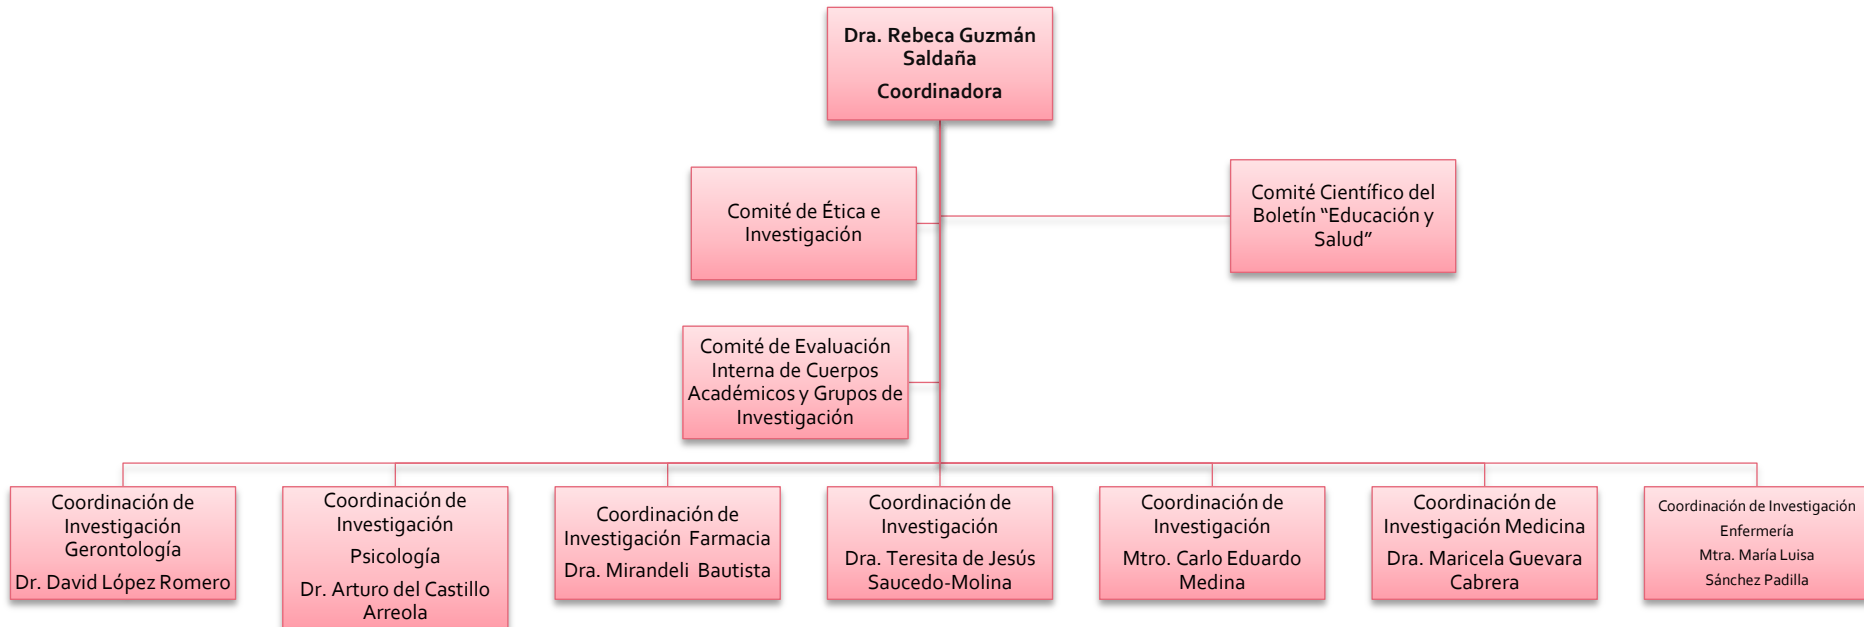 Dra. Rebeca Guzmán
Saldaña
Coordinadora
Comité de Ética e
Investigación
Comité Científico del
Boletín “Educación y
Salud”
Comité de Evaluación
Interna de Cuerpos
Académicos y Grupos de
Investigación
Coordinación de
Investigación
Gerontología
Dr. David López Romero
Coordinación de
Investigación
Psicología
Dr. Arturo del Castillo
Arreola
Coordinación de
Investigación Farmacia
Dra. Mirandeli Bautista
Coordinación de
Investigación
Dra. Teresita de Jesús
Saucedo-Molina
Coordinación de
Investigación
Mtro. Carlo Eduardo
Medina
Coordinación de
Investigación Medicina
Dra. Maricela Guevara
Cabrera
Coordinación de Investigación
Enfermería
Mtra. María Luisa
Sánchez Padilla